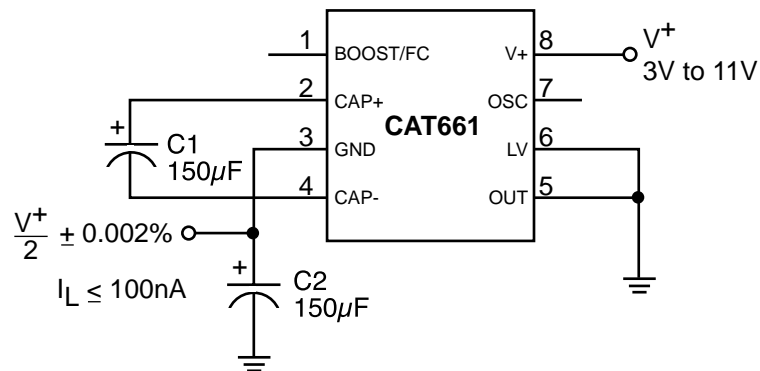 1 BOOST/FC V+ 8 V+
3V to 11V
2 CAP+ OSC 7
+ CAT661
C1 3 GND LV 6
150µF
4 CAP- OUT 5
V+/2 ± 0.002%
+ C2
IL ≤ 100nA 150µF